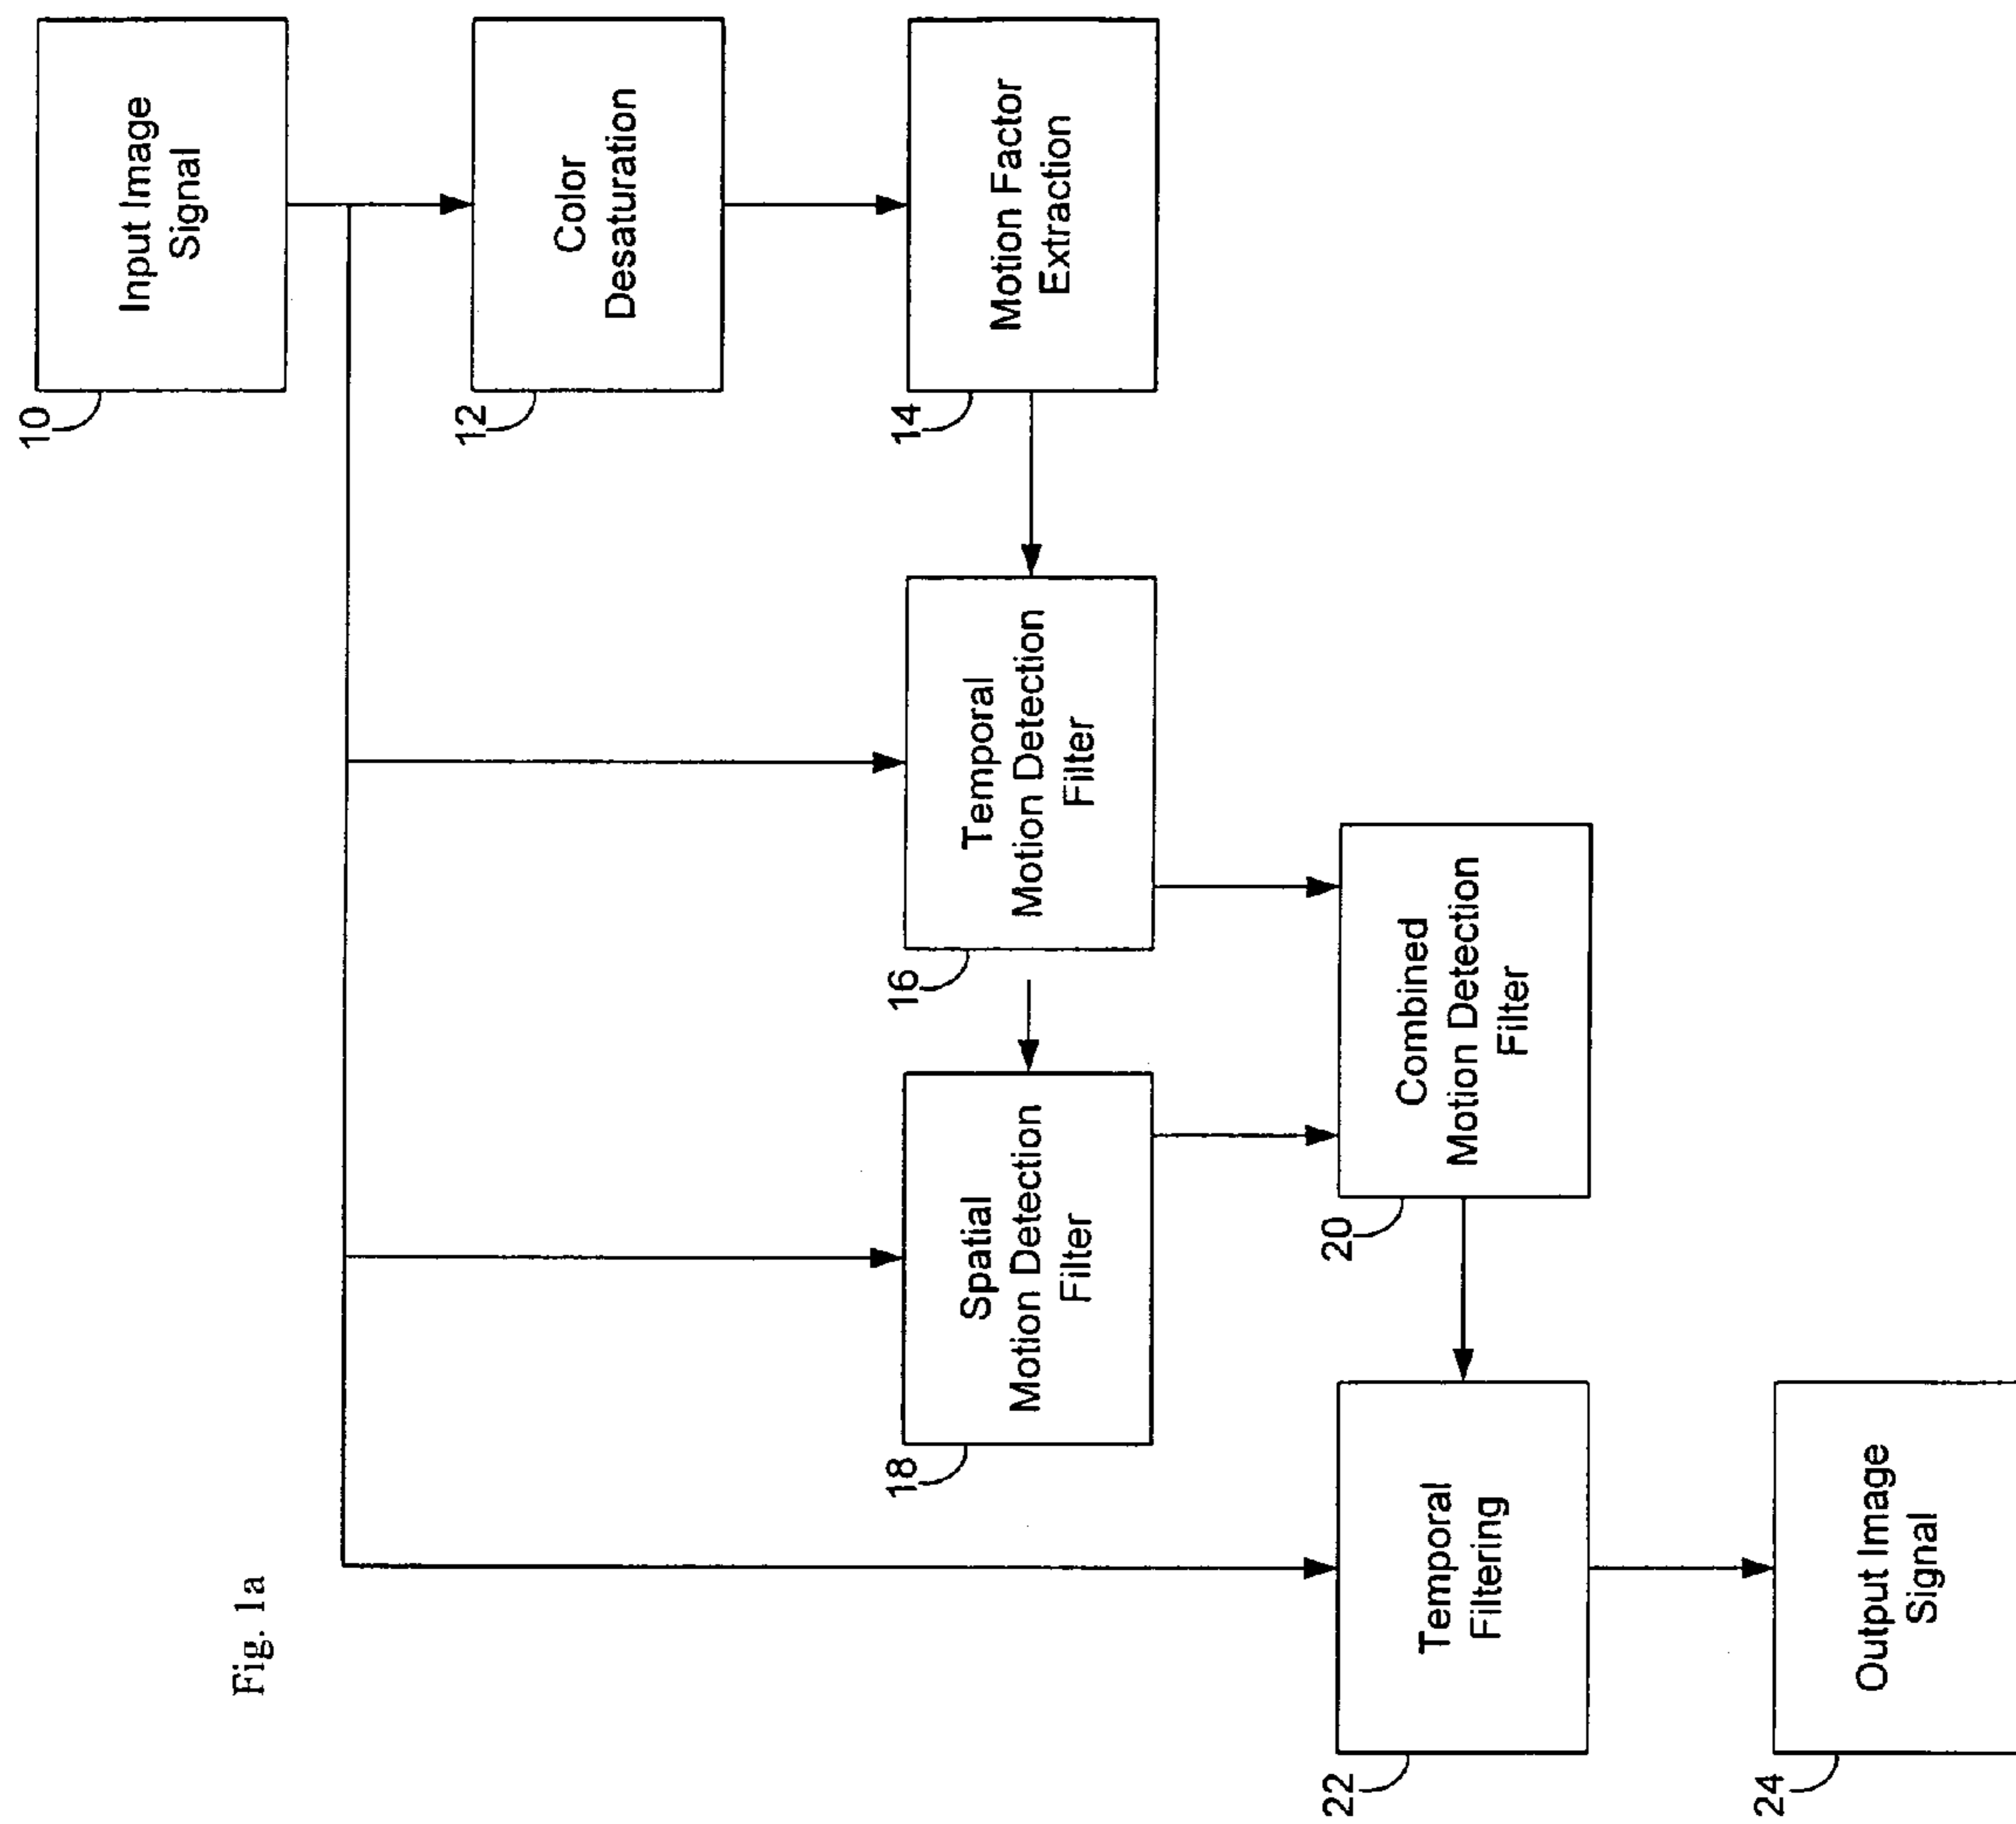 Fig. 1a
10
Input Image
Signal
12
Color
Desaturation
14
Motion Factor
Extraction
16
Temporal
Motion Detection
Filter
18
Spatial
Motion Detection
Filter
20
Combined
Motion Detection
Filter
22
Temporal
Filtering
24
Output Image
Signal